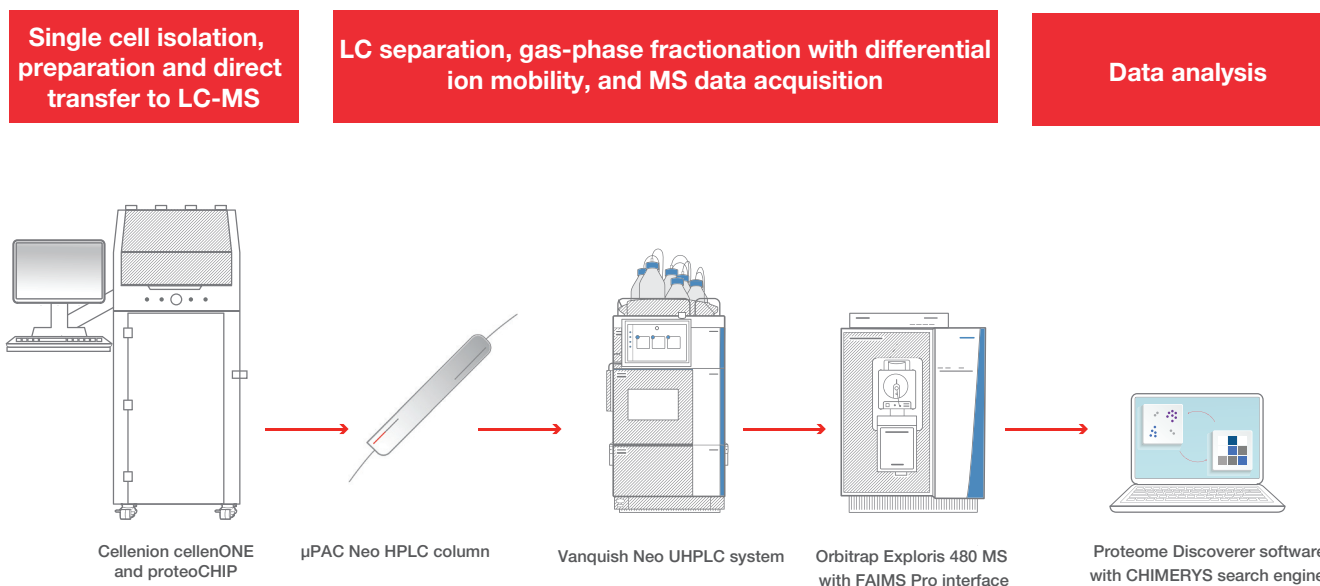 Single cell isolation,
preparation and direct
transfer to LC-MS
LC separation, gas-phase fractionation with differential
ion mobility, and MS data acquisition
Data analysis
Cellenion cellenONE
and proteoCHIP
µPAC Neo HPLC column
Vanquish Neo UHPLC system
Orbitrap Exploris 480 MS
with FAIMS Pro interface
Proteome Discoverer software
with CHIMERYS search engine